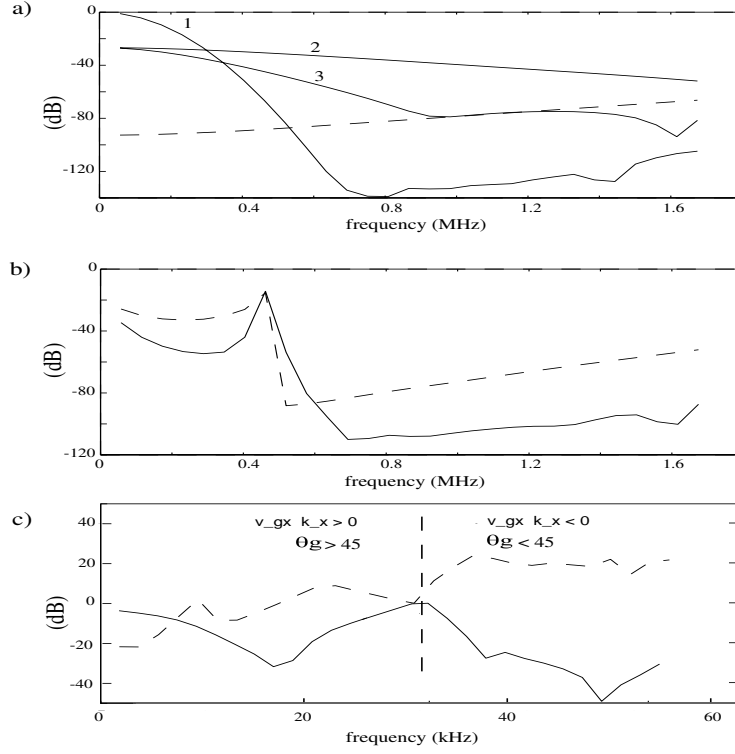 a)
0
-40
-80
-120
(dB)
1
2
3
0
0.4
0.8
1.2
1.6
frequency (MHz)
b)
0
-40
-80
-120
(dB)
0
0.4
0.8
1.2
1.6
frequency (MHz)
c)
40
20
0
-20
-40
(dB)
v_gx k_x > 0
θg > 45
v_gx k_x < 0
θg < 45
0
20
40
60
frequency (kHz)